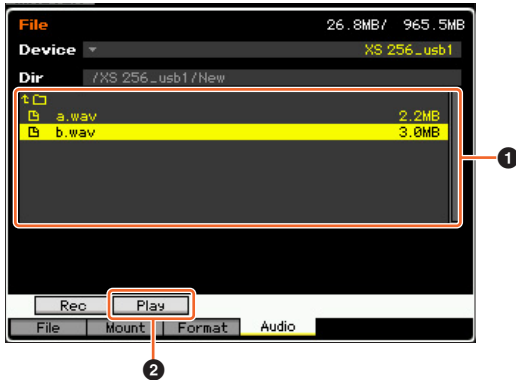 File 26.8MB/ 965.5MB
Device XS 256_usb1
Dir /XS 256_usb1/New
a.wav 2.2MB
b.wav 3.0MB
1
Rec Play
File Mount Format Audio
2